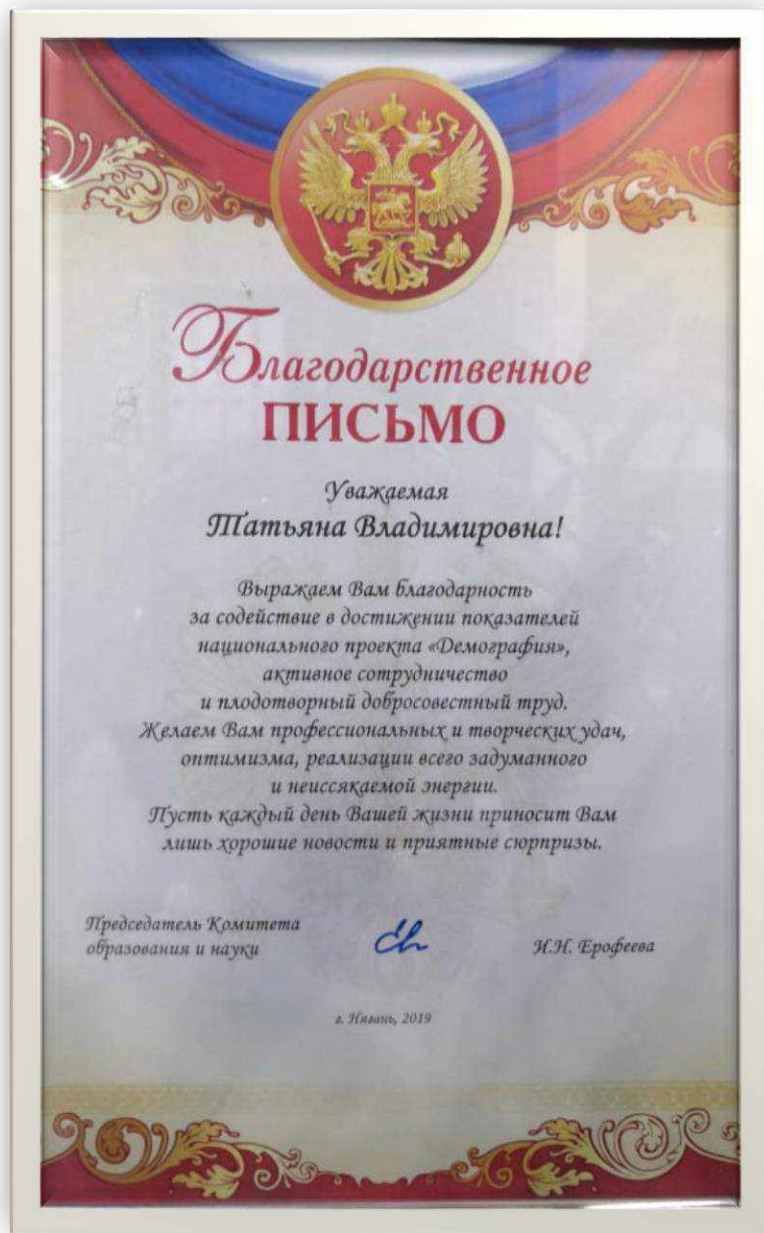 Благодарственное
ПИСЬМО
Уважаемая
Татьяна Владимировна!
Выражаем Вам благодарность
за содействие в достижении показателей
национального проекта «Демография»,
активное сотрудничество
и плодотворный добросовестный труд.
Желаем Вам профессиональных и творческих удач,
оптимизма, реализации всего задуманного
и неиссякаемой энергии.
Пусть каждый день Вашей жизни приносит Вам
лишь хорошие новости и приятные сюрпризы.
Председатель Комитета
образования и науки
И.Н. Ерофеева
г. Нягань, 2019